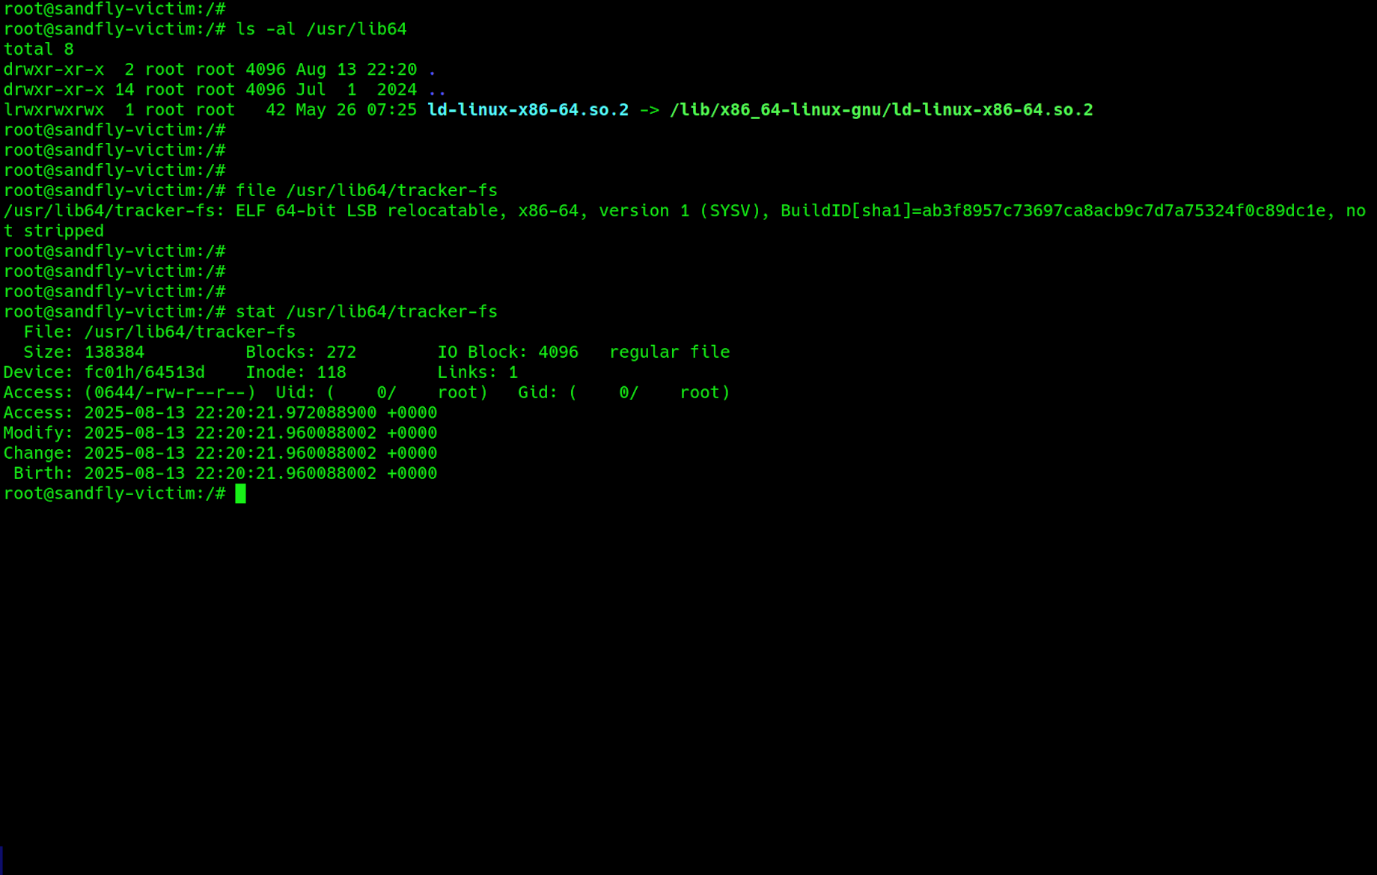 root@sandfly-victim:/#
root@sandfly-victim:/# ls -al /usr/lib64
total 8
drwxr-xr-x  2 root root 4096 Aug 13 22:20 .
drwxr-xr-x 14 root root 4096 Jul  1  2024 ..
lrwxrwxrwx  1 root root   42 May 26 07:25 ld-linux-x86-64.so.2 -> /lib/x86_64-linux-gnu/ld-linux-x86-64.so.2
root@sandfly-victim:/#
root@sandfly-victim:/#
root@sandfly-victim:/#
root@sandfly-victim:/# file /usr/lib64/tracker-fs
/usr/lib64/tracker-fs: ELF 64-bit LSB relocatable, x86-64, version 1 (SYSV), BuildID[sha1]=ab3f8957c73697ca8acb9c7d7a75324f0c89dc1e, no
t stripped
root@sandfly-victim:/#
root@sandfly-victim:/#
root@sandfly-victim:/#
root@sandfly-victim:/# stat /usr/lib64/tracker-fs
  File: /usr/lib64/tracker-fs
  Size: 138384          Blocks: 272        IO Block: 4096   regular file
Device: fc01h/64513d    Inode: 118         Links: 1
Access: (0644/-rw-r--r--)  Uid: (    0/    root)   Gid: (    0/    root)
Access: 2025-08-13 22:20:21.972088900 +0000
Modify: 2025-08-13 22:20:21.960088002 +0000
Change: 2025-08-13 22:20:21.960088002 +0000
 Birth: 2025-08-13 22:20:21.960088002 +0000
root@sandfly-victim:/#